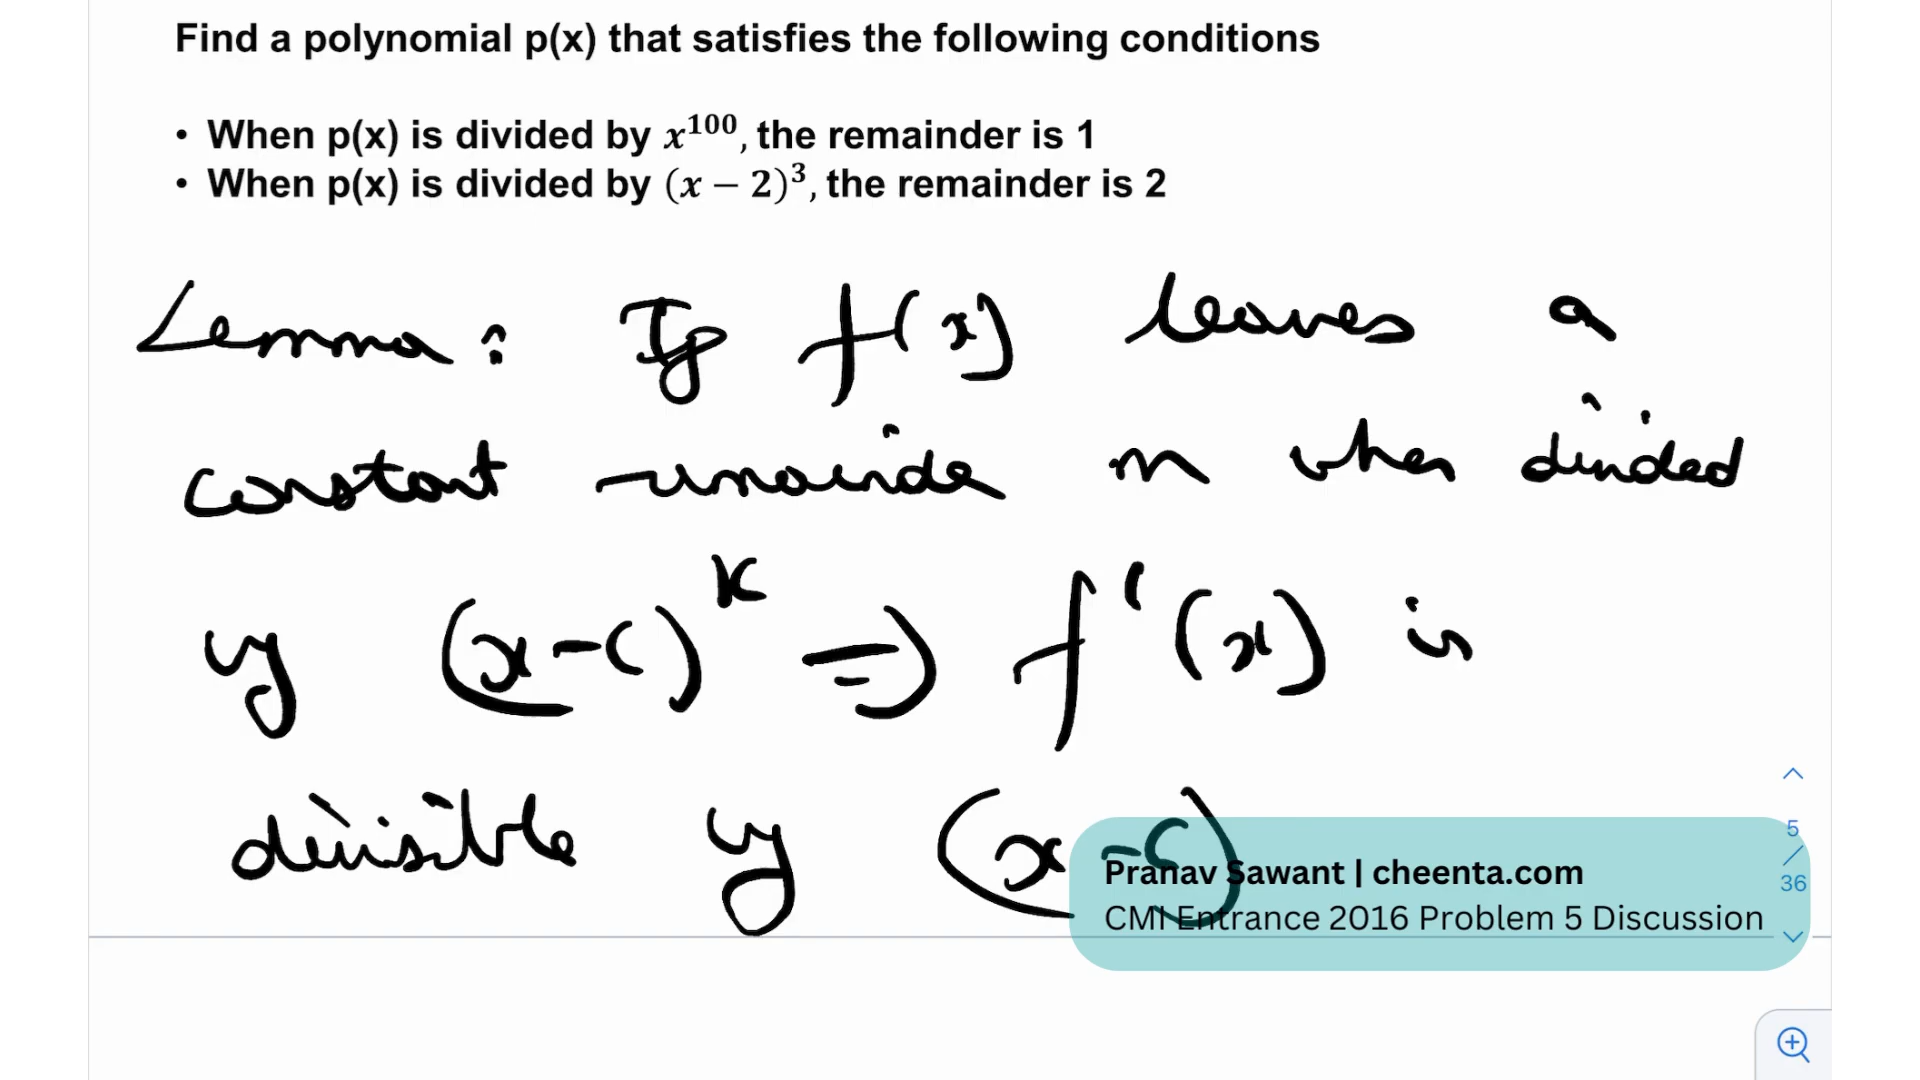 Find a polynomial p(x) that satisfies the following conditions
• When p(x) is divided by x^100, the remainder is 1
• When p(x) is divided by (x − 2)^3, the remainder is 2
Lemma: If f(x) leaves a
constant remainder m when divided
by (x-c)^k => f'(x) is
divisible by (x-c)
5
/
36
Pranav Sawant | cheenta.com
CMI Entrance 2016 Problem 5 Discussion